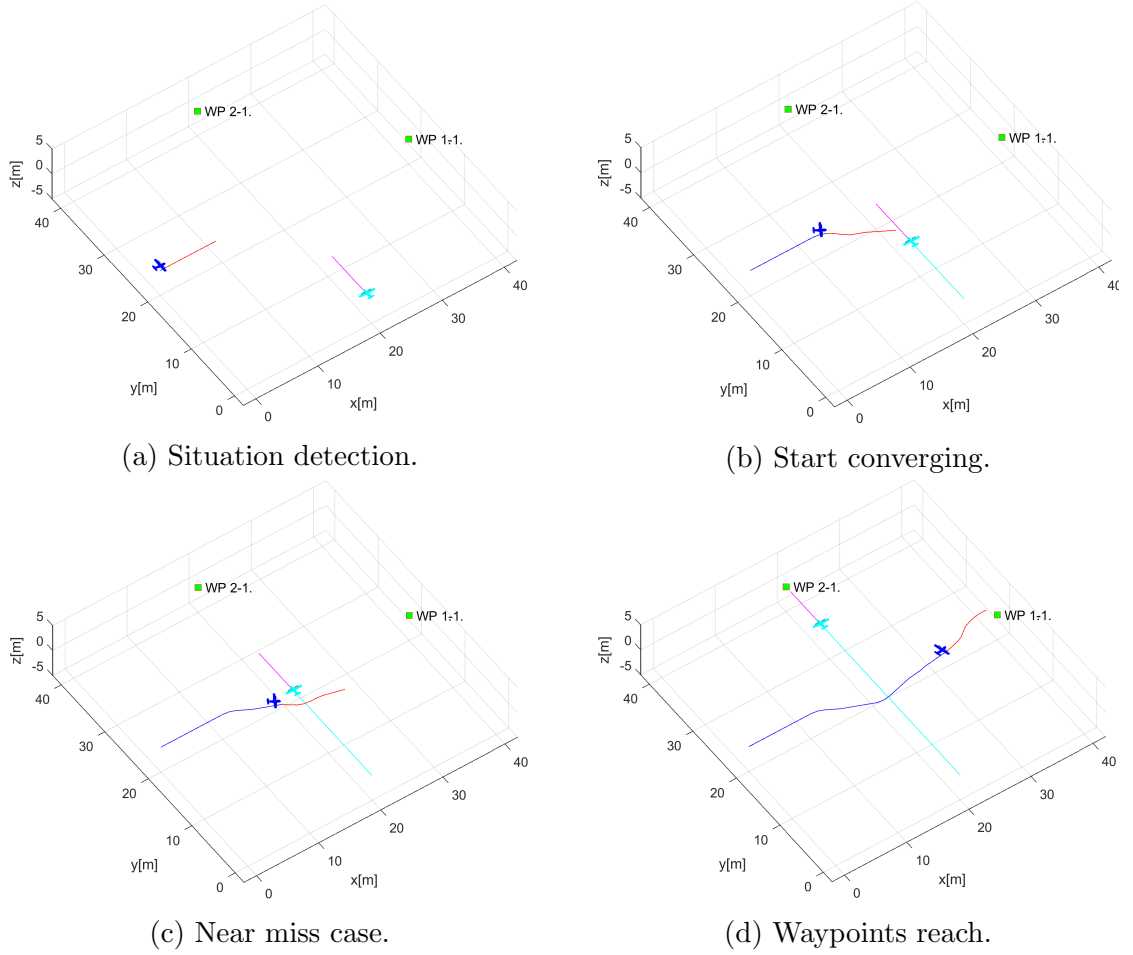 WP 2-1.
WP 1-1.
5
0
-5
z[m]
40
30
20
10
0
y[m]
0
10
20
30
40
x[m]
(a) Situation detection.
WP 2-1.
WP 1-1.
5
0
-5
z[m]
40
30
20
10
0
y[m]
0
10
20
30
40
x[m]
(b) Start converging.
WP 2-1.
WP 1-1.
5
0
-5
z[m]
40
30
20
10
0
y[m]
0
10
20
30
40
x[m]
(c) Near miss case.
WP 2-1.
WP 1-1.
5
0
-5
z[m]
40
30
20
10
0
y[m]
0
10
20
30
40
x[m]
(d) Waypoints reach.